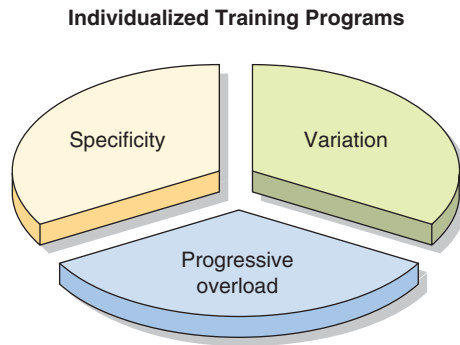 Individualized Training Programs
Specificity
Variation
Progressive
overload